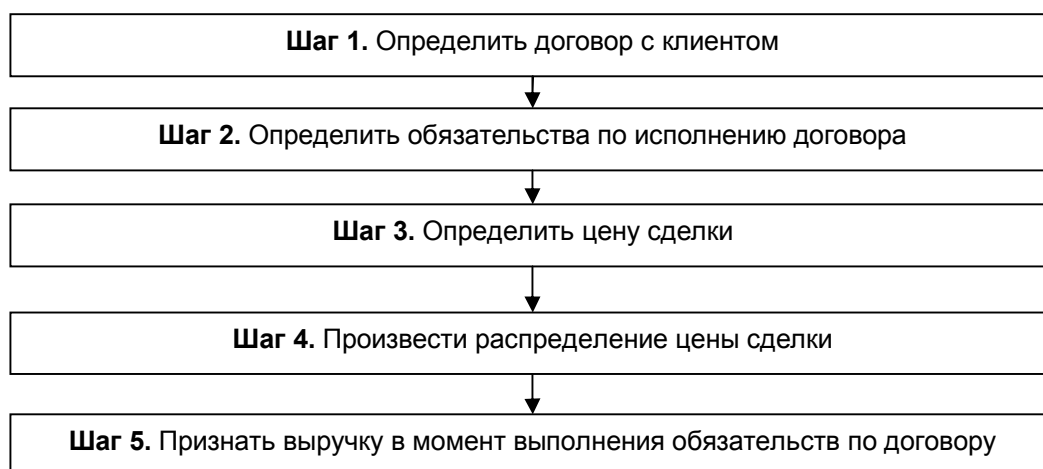 Шаг 1. Определить договор с клиентом
Шаг 2. Определить обязательства по исполнению договора
Шаг 3. Определить цену сделки
Шаг 4. Произвести распределение цены сделки
Шаг 5. Признать выручку в момент выполнения обязательств по договору